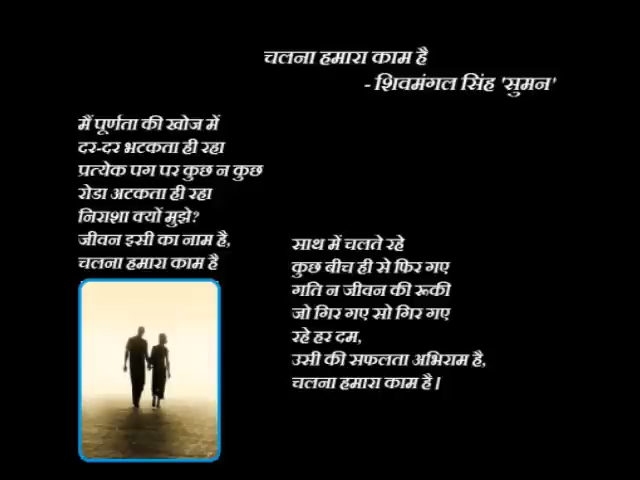 चलना हमारा काम है
- शिवमंगल सिंह 'सुमन'
मैं पूर्णता की खोज में
दर-दर भटकता ही रहा
प्रत्येक पग पर कुछ न कुछ
रोडा अटकता ही रहा
निराशा क्यों मुझे?
जीवन इसी का नाम है,
चलना हमारा काम है
साथ में चलते रहे
कुछ बीच ही से फिर गए
गति न जीवन की रूकी
जो गिर गए सो गिर गए
रहे हर दम,
उसी की सफलता अभिराम है,
चलना हमारा काम है।